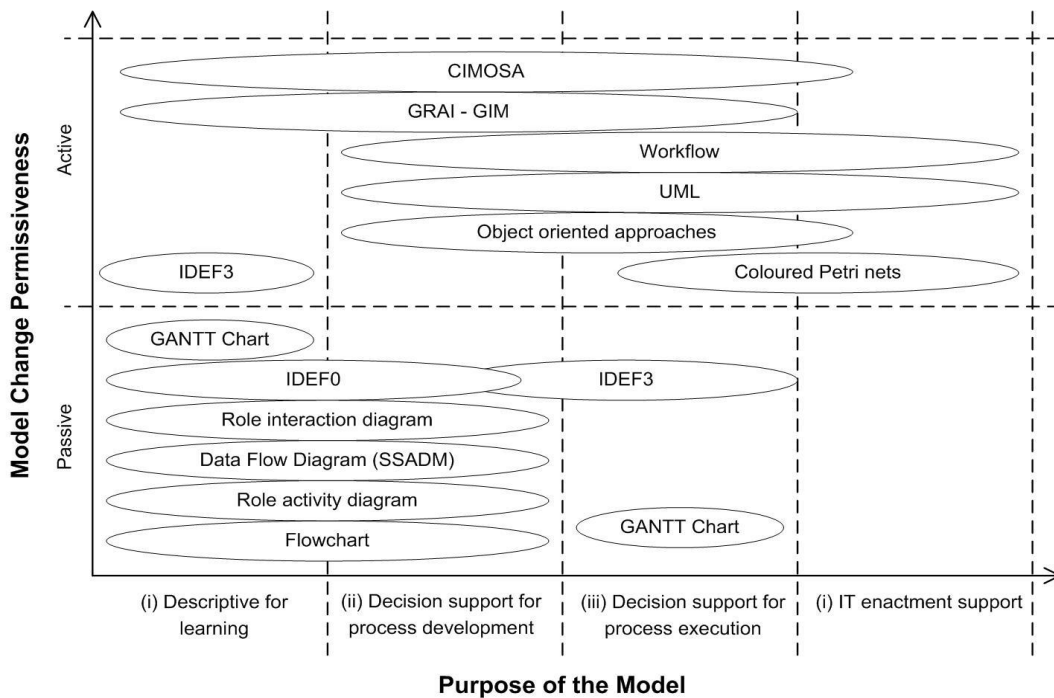 Model Change Permissiveness
Active
Passive
CIMOSA
GRAI - GIM
Workflow
UML
Object oriented approaches
IDEF3
Coloured Petri nets
GANTT Chart
IDEF0
IDEF3
Role interaction diagram
Data Flow Diagram (SSADM)
Role activity diagram
GANTT Chart
Flowchart
(i) Descriptive for
learning
(ii) Decision support for
process development
(iii) Decision support for
process execution
(i) IT enactment support
Purpose of the Model